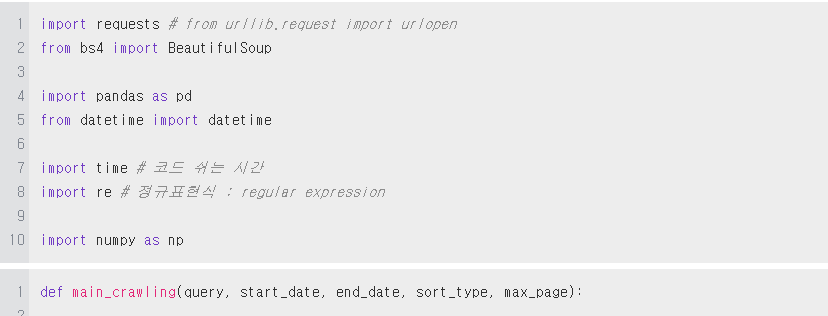 1 import requests # from urllib.request import urlopen
2 from bs4 import BeautifulSoup
3
4 import pandas as pd
5 from datetime import datetime
6
7 import time # 코드 쉬는 시간
8 import re # 정규표현식 : regular expression
9
10 import numpy as np
1 def main_crawling(query, start_date, end_date, sort_type, max_page):
2